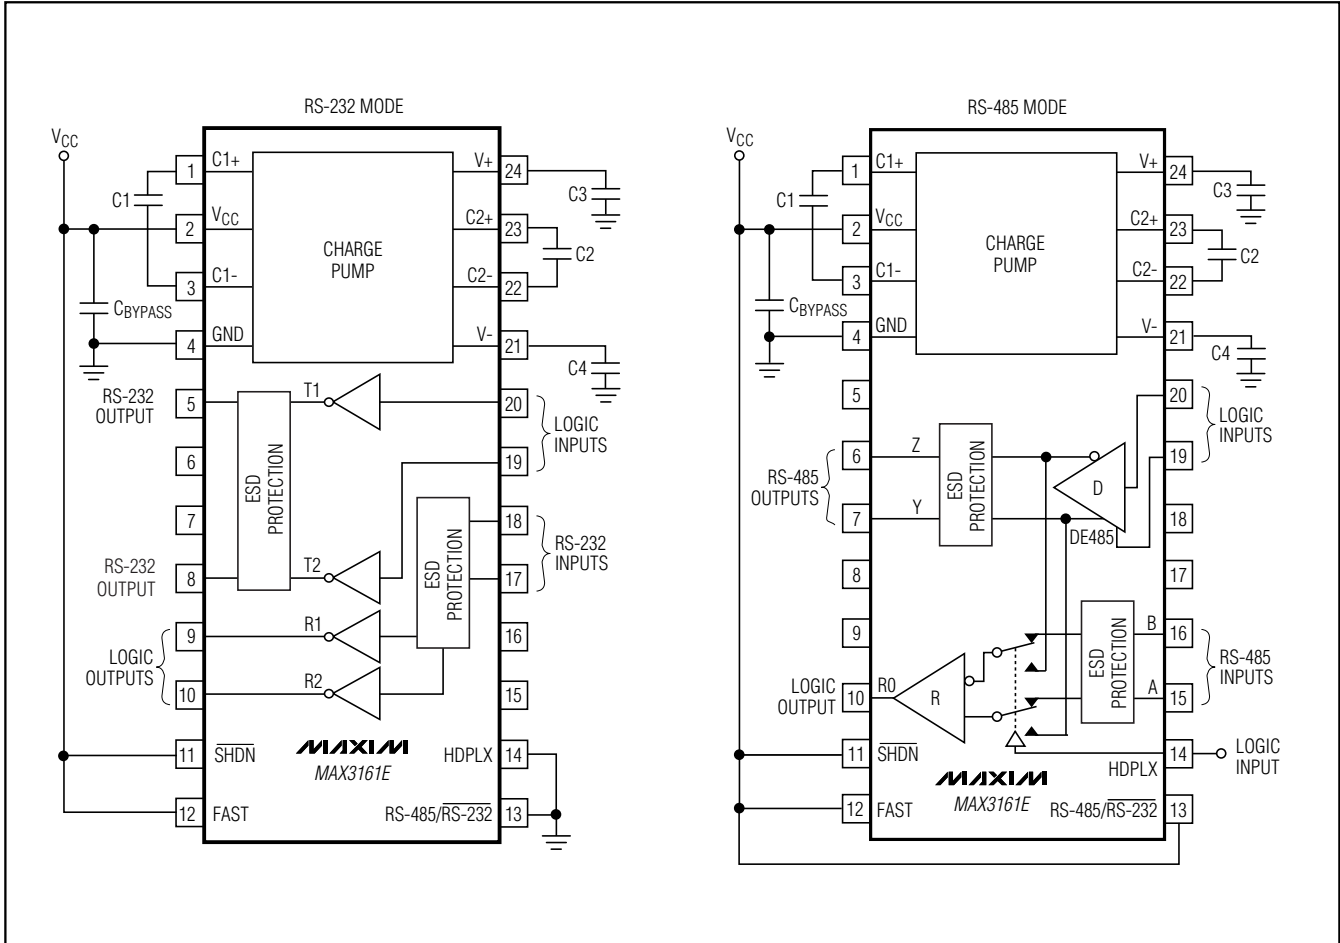 RS-232 MODE
VCC
1
C1+
V+
24
C1
C3
2
VCC
C2+
23
CHARGE
PUMP
C2
3
C1-
C2-
22
CBYPASS
4
GND
V-
21
C4
RS-232
OUTPUT
5
T1
20
LOGIC
INPUTS
6
19
ESD
PROTECTION
7
18
RS-232
INPUTS
ESD
PROTECTION
RS-232
OUTPUT
8
T2
17
9
R1
16
LOGIC
OUTPUTS
10
R2
15
11
SHDN
MAXIM
MAX3161E
HDPLX
14
12
FAST
RS-485/RS-232
13
RS-485 MODE
VCC
1
C1+
V+
24
C1
C3
2
VCC
C2+
23
CHARGE
PUMP
C2
3
C1-
C2-
22
CBYPASS
4
GND
V-
21
C4
5
20
LOGIC
INPUTS
6
Z
19
RS-485
OUTPUTS
ESD
PROTECTION
D
7
Y
DE485
18
8
17
9
B
16
ESD
PROTECTION
RS-485
INPUTS
LOGIC
OUTPUT
10
R0
R
A
15
11
SHDN
HDPLX
14
LOGIC
INPUT
MAXIM
MAX3161E
12
FAST
RS-485/RS-232
13